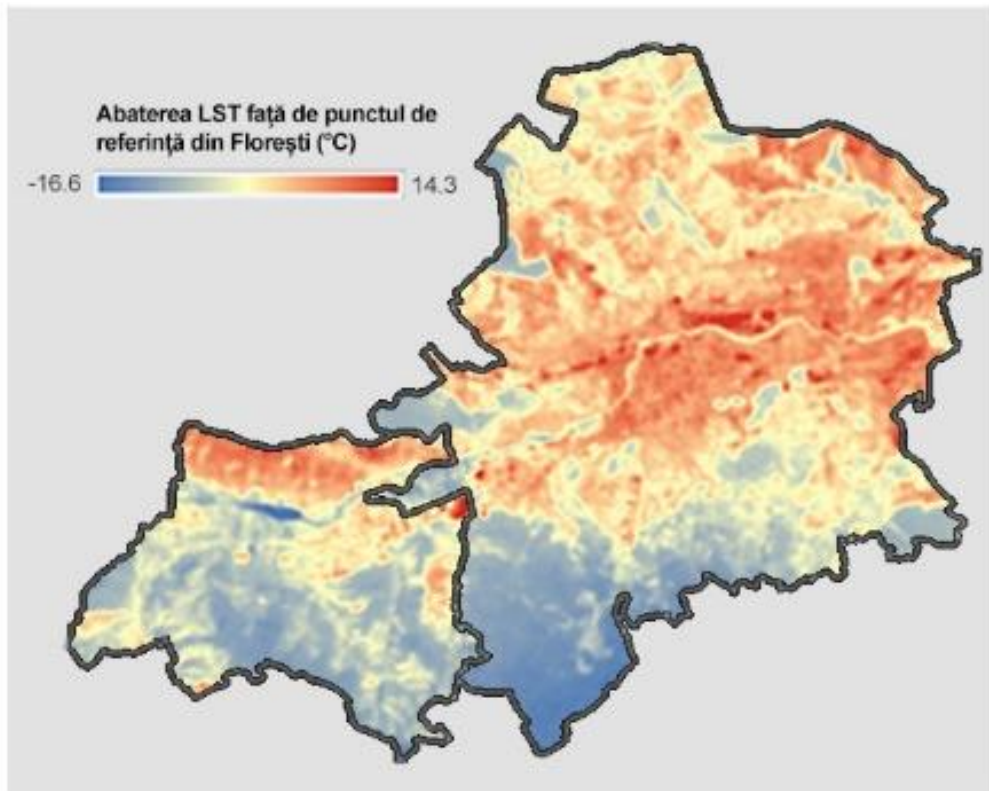 Abaterea LST față de punctul de
referință din Florești (°C)
-16.6 14.3